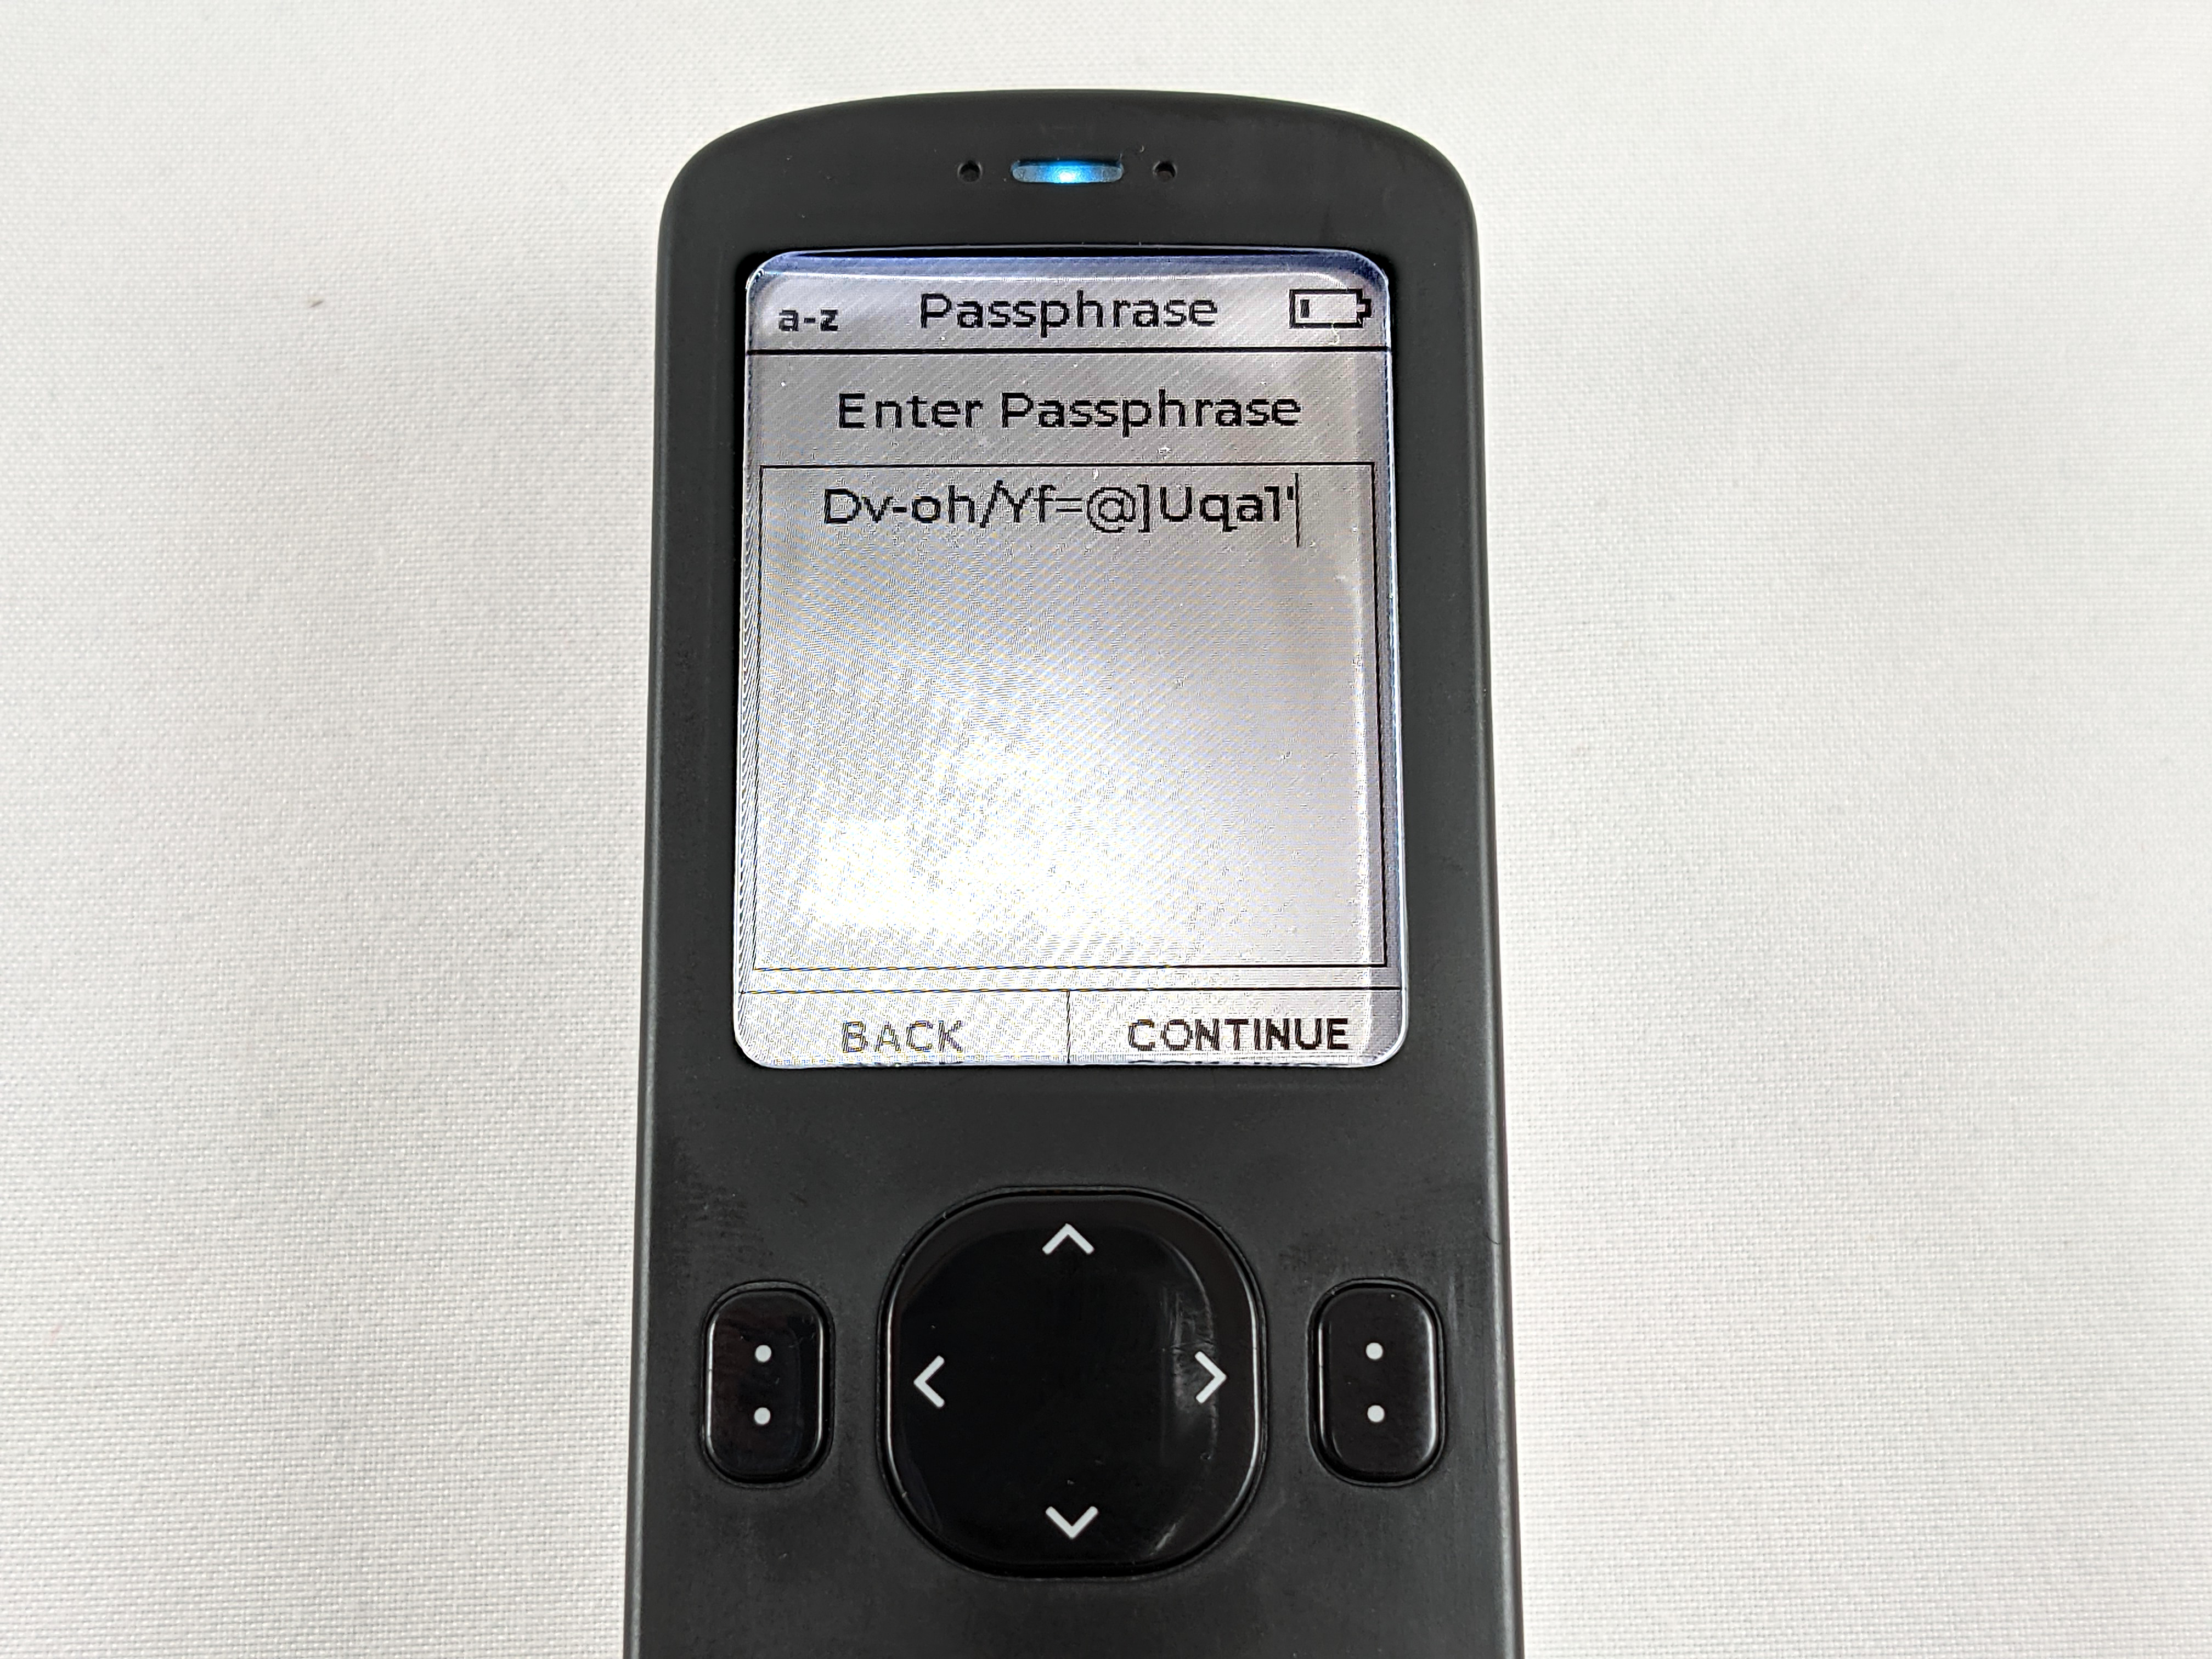 a-z Passphrase
Enter Passphrase
Dv-oh/Yf=@]Uqa1'
BACK CONTINUE